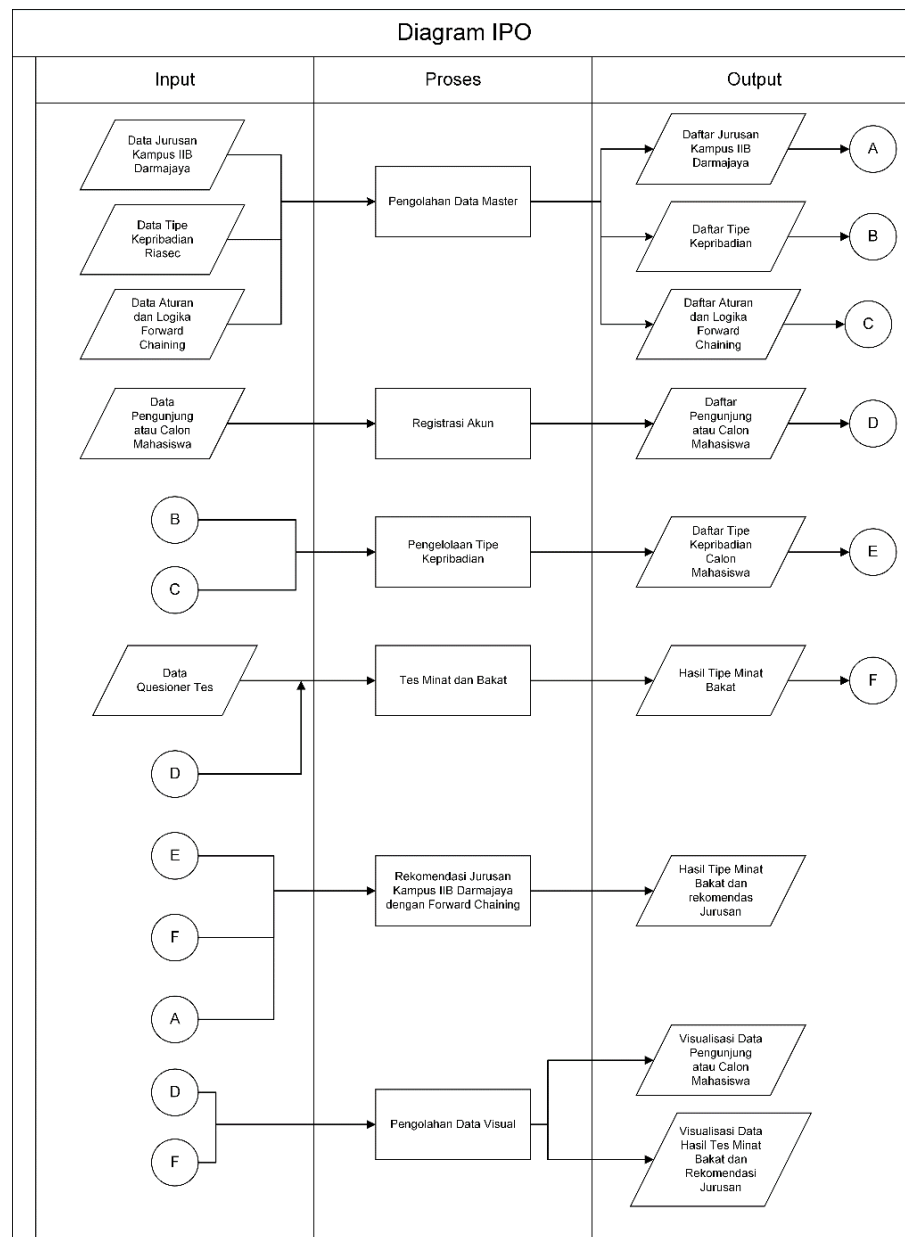 Diagram IPO
Input
Proses
Output
Data Jurusan
Kampus IIB
Darmajaya
Pengolahan Data Master
Daftar Jurusan
Kampus IIB
Darmajaya
A
Data Tipe
Kepribadian
Riasec
Daftar Tipe
Kepribadian
B
Data Aturan
dan Logika
Forward
Chaining
Daftar Aturan
dan Logika
Forward
Chaining
C
Data
Pengunjung
atau Calon
Mahasiswa
Registrasi Akun
Daftar
Pengunjung
atau Calon
Mahasiswa
D
B
C
Pengelolaan Tipe
Kepribadian
Daftar Tipe
Kepribadian
Calon
Mahasiswa
E
Data
Quesioner Tes
Tes Minat dan Bakat
Hasil Tipe Minat
Bakat
F
D
E
F
A
Rekomendasi Jurusan
Kampus IIB Darmajaya
dengan Forward Chaining
Hasil Tipe Minat
Bakat dan
rekomendas
Jurusan
D
F
Pengolahan Data Visual
Visualisasi Data
Pengunjung
atau Calon
Mahasiswa
Visualisasi Data
Hasil Tes Minat
Bakat dan
Rekomendasi
Jurusan